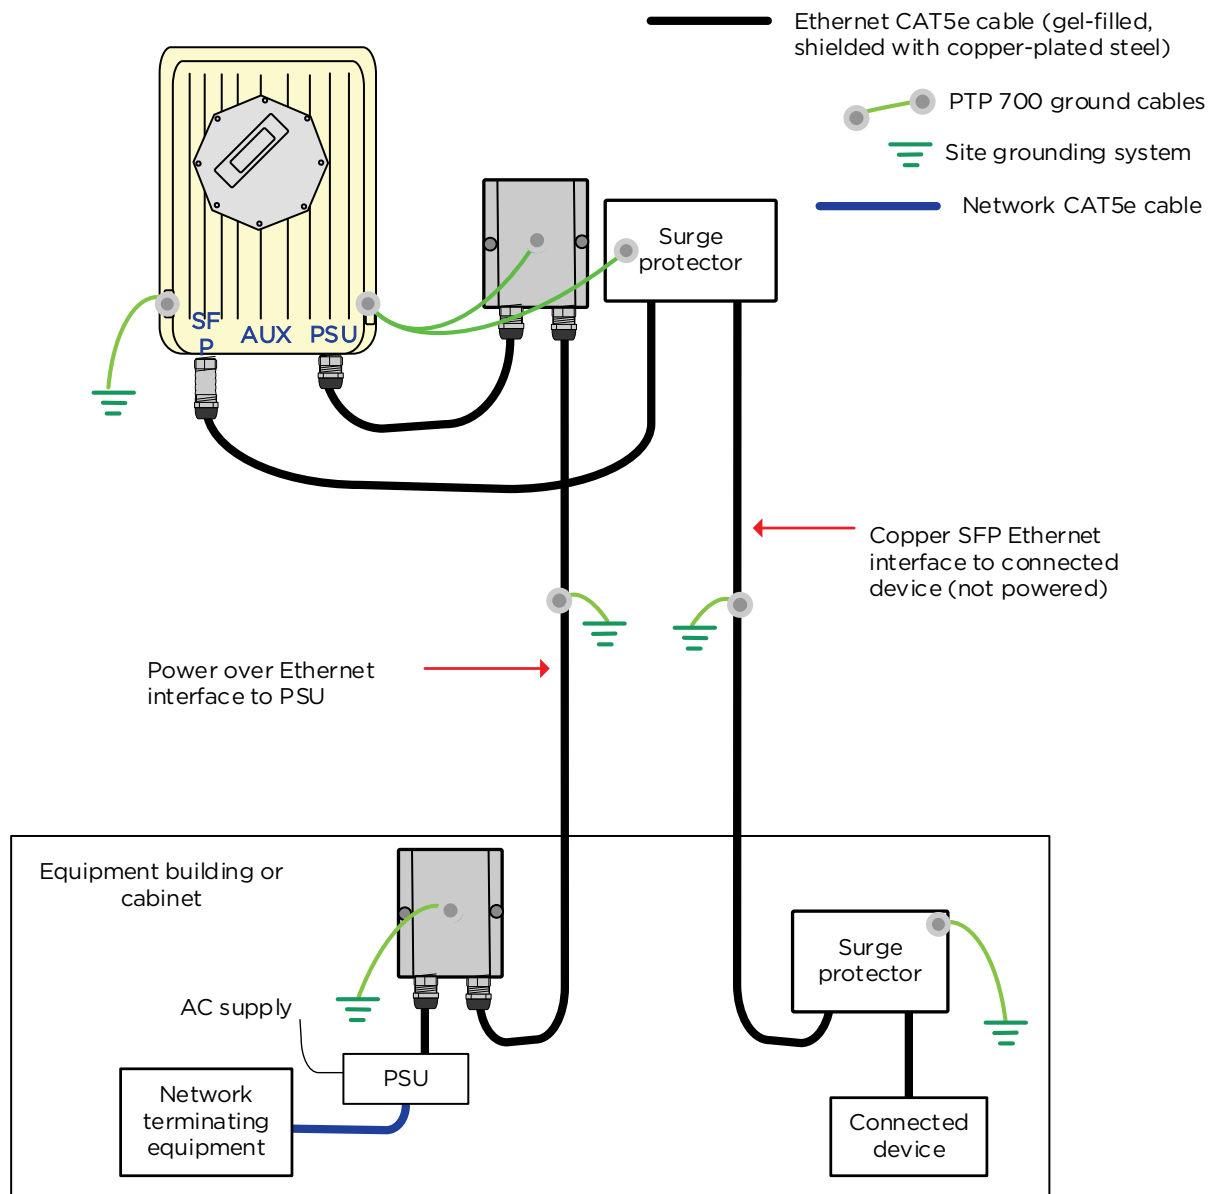 Ethernet CAT5e cable (gel-filled,
shielded with copper-plated steel)
PTP 700 ground cables
Site grounding system
Network CAT5e cable
Surge
protector
SF
P
AUX
PSU
Copper SFP Ethernet
interface to connected
device (not powered)
Power over Ethernet
interface to PSU
Equipment building or
cabinet
Surge
protector
AC supply
PSU
Network
terminating
equipment
Connected
device